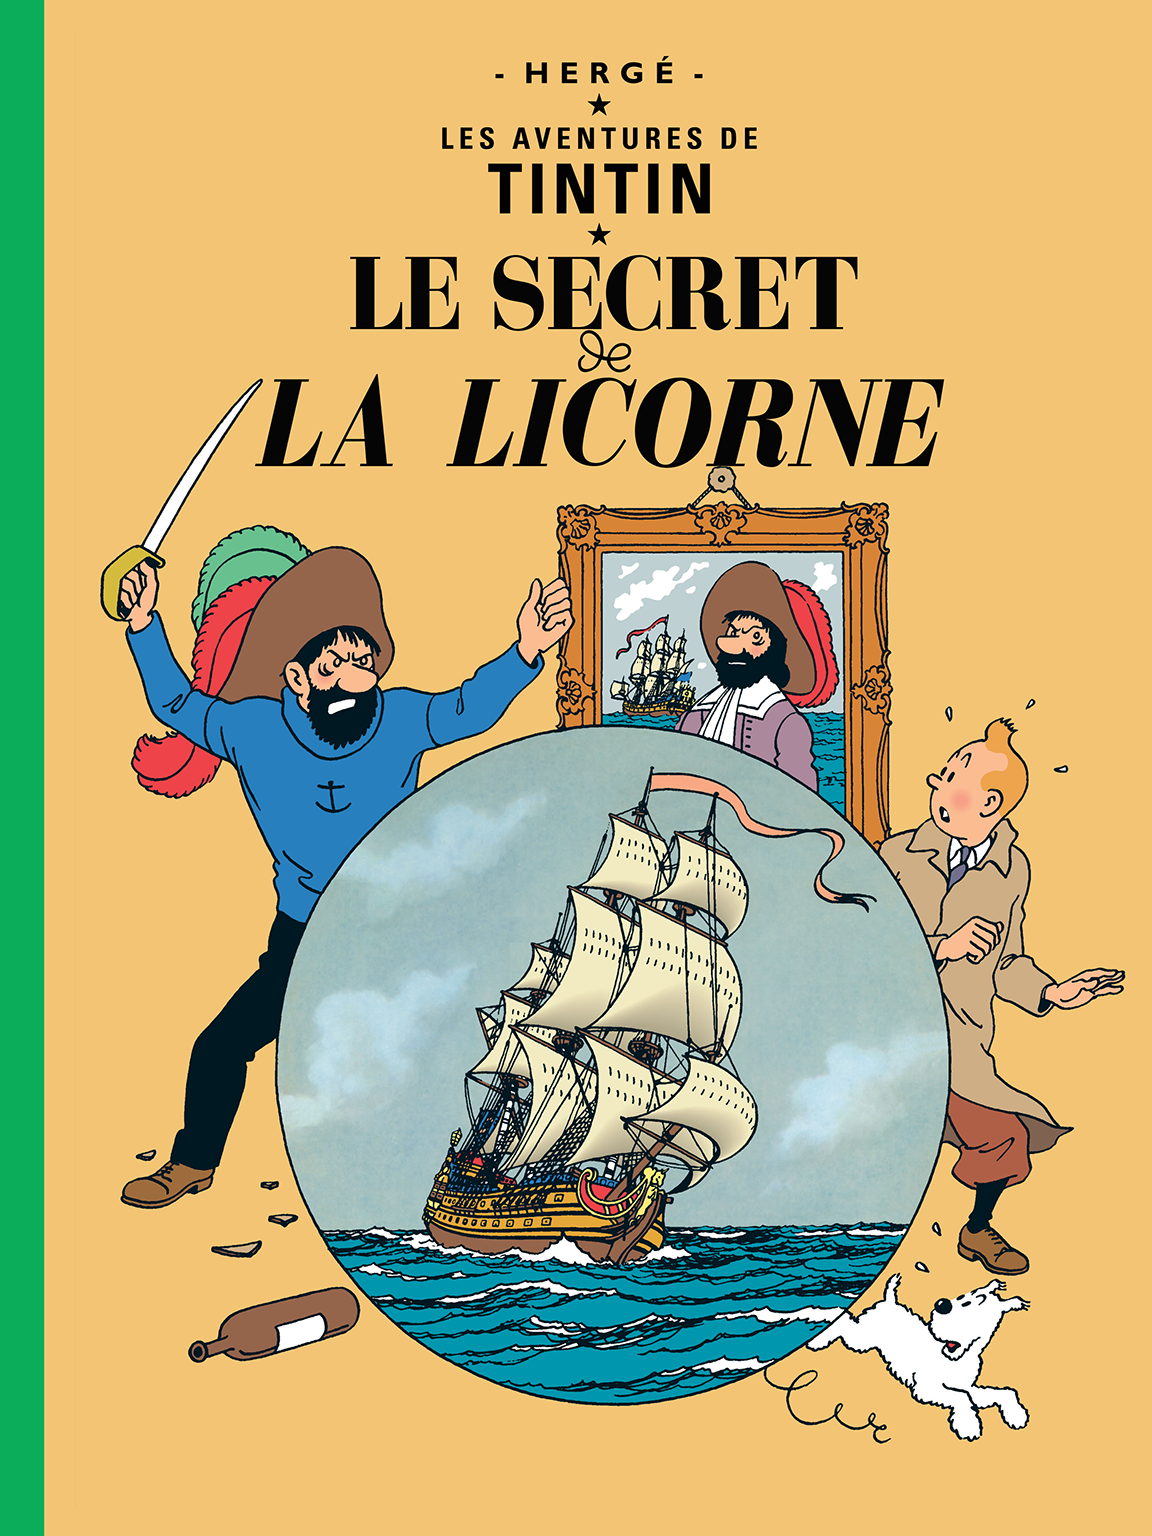 - HERGÉ -
LES AVENTURES DE
TINTIN
LE SECRET
de
LA LICORNE